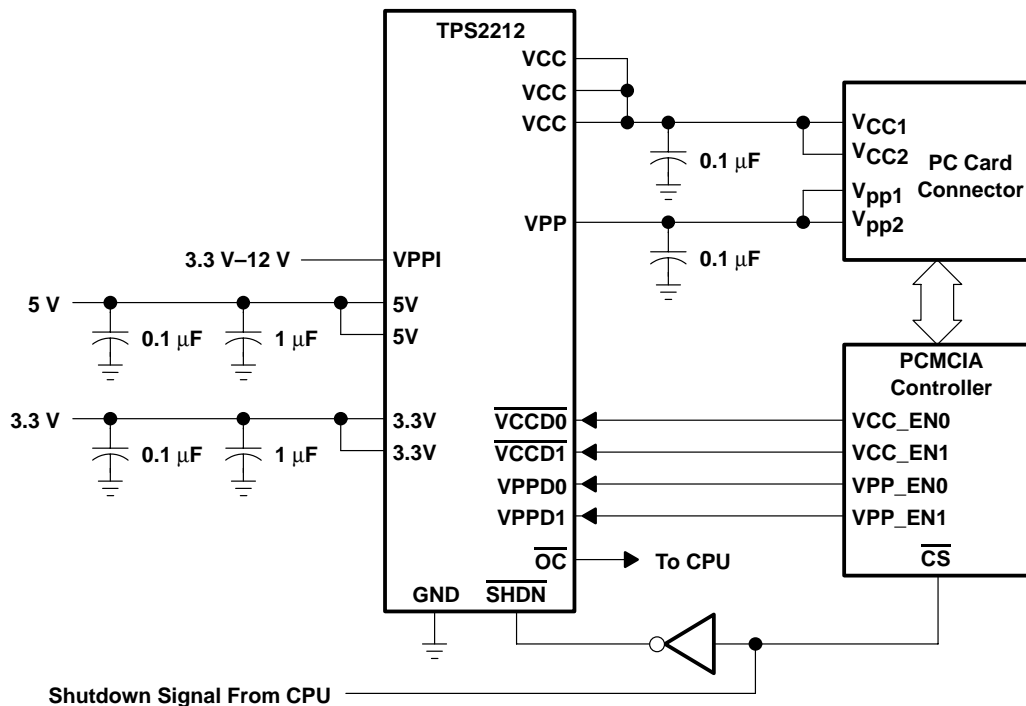 TPS2212
VCC
VCC
VCC
VPP
VPPI
5V
5V
3.3V
3.3V
VCCD0
VCCD1
VPPD0
VPPD1
OC
GND
SHDN
3.3 V–12 V
5 V
0.1 μF
1 μF
3.3 V
0.1 μF
1 μF
0.1 μF
0.1 μF
VCC1
VCC2
Vpp1
Vpp2
PC Card
Connector
PCMCIA
Controller
VCC_EN0
VCC_EN1
VPP_EN0
VPP_EN1
CS
To CPU
Shutdown Signal From CPU